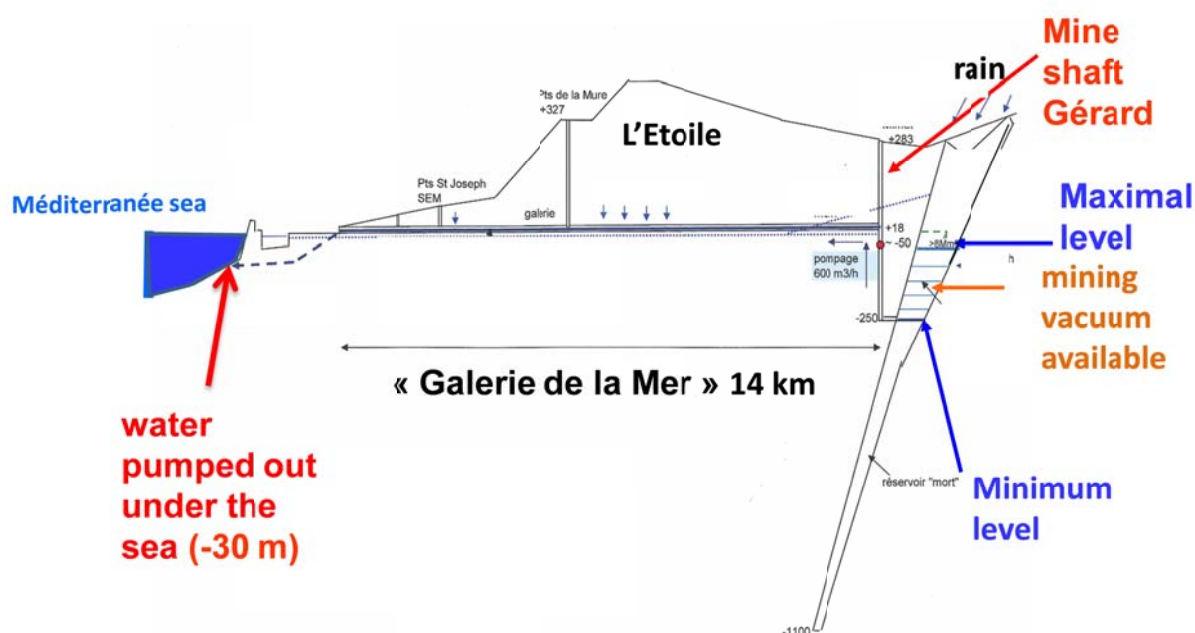 Mine
shaft
Gérard
rain
Pts de la Mure
+327
L'Etoile
+283
Pts St Joseph
SEM
galerie
Méditerranée sea
Maximal
level
+18
~ -50
>8Mm
h
pompage
600 m3/h
mining
vacuum
available
-250
« Galerie de la Mer » 14 km
water
pumped out
under the
sea (-30 m)
réservoir "mort"
Minimum
level
-1100